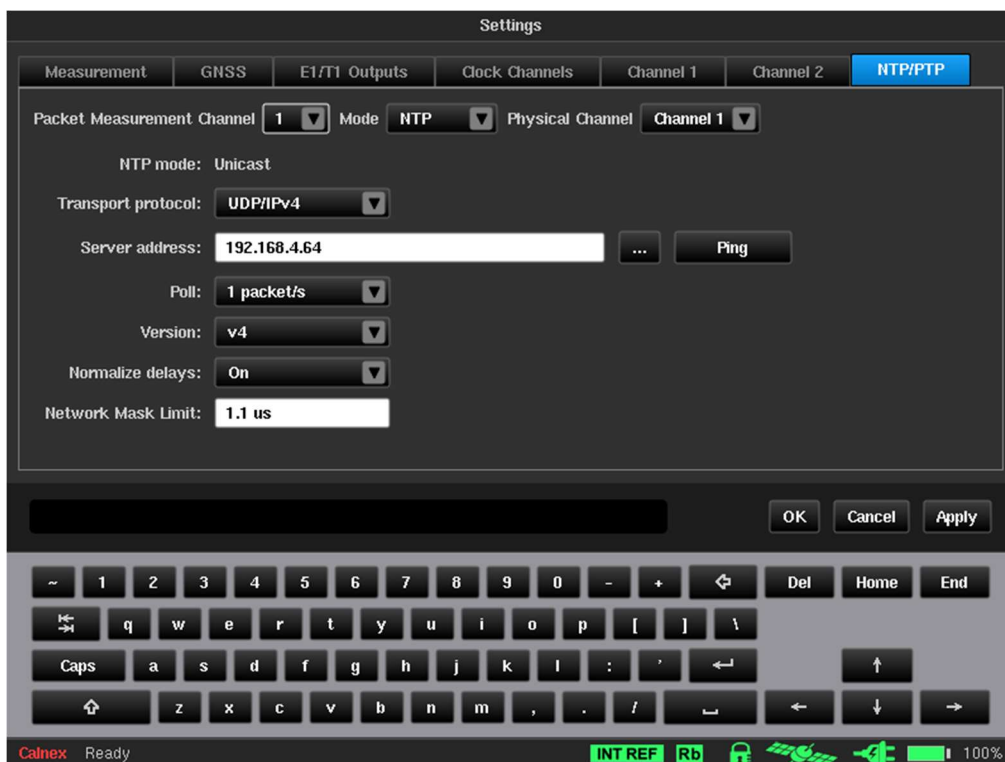 Settings
Measurement GNSS E1/T1 Outputs Clock Channels Channel 1 Channel 2 NTP/PTP
Packet Measurement Channel 1 Mode NTP Physical Channel Channel 1
NTP mode: Unicast
Transport protocol: UDP/IPv4
Server address: 192.168.4.64 ... Ping
Poll: 1 packet/s
Version: v4
Normalize delays: On
Network Mask Limit: 1.1 us
OK Cancel Apply
~ 1 2 3 4 5 6 7 8 9 0 - + Del Home End
q w e r t y u i o p [ ] \
Caps a s d f g h j k l : '
z x c v b n m , . /
Calnex Ready INT REF Rb 100%